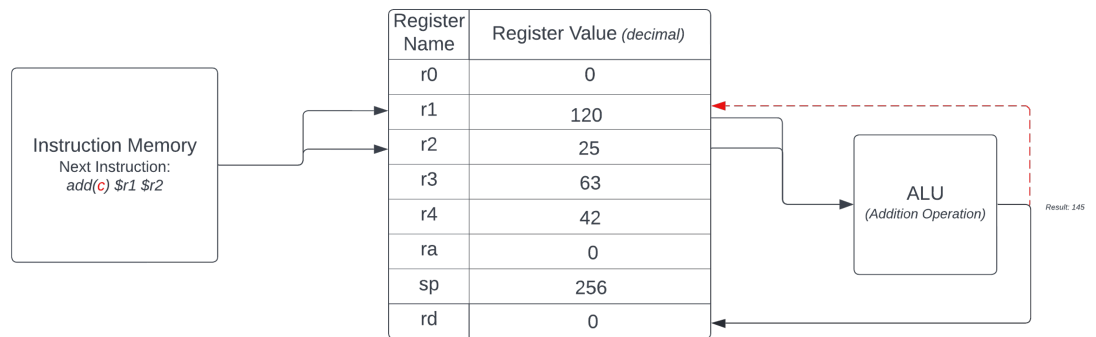 Instruction Memory
Next Instruction:
add(c) $r1 $r2
Register
Name
Register Value (decimal)
r0 0
r1 120
r2 25
r3 63
r4 42
ra 0
sp 256
rd 0
ALU
(Addition Operation)
Result: 145